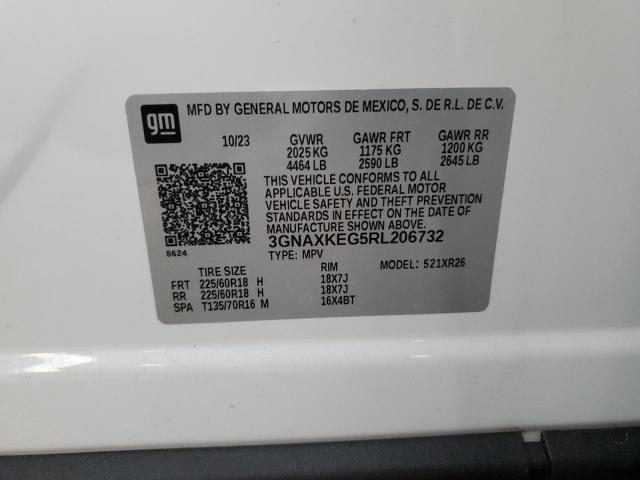 gm
MFD BY GENERAL MOTORS DE MEXICO, S. DE R.L. DE C.V.
10/23 GVWR GAWR FRT GAWR RR
2025 KG 1175 KG 1200 KG
4464 LB 2590 LB 2645 LB
THIS VEHICLE CONFORMS TO ALL
APPLICABLE U.S. FEDERAL MOTOR
VEHICLE SAFETY AND THEFT PREVENTION
STANDARDS IN EFFECT ON THE DATE OF
MANUFACTURE SHOWN ABOVE.
3GNAXKEG5RL206732
8624
TYPE: MPV MODEL: 521XR26
TIRE SIZE RIM
FRT 225/60R18 H 18X7J
RR 225/60R18 H 18X7J
SPA T135/70R16 M 16X4BT